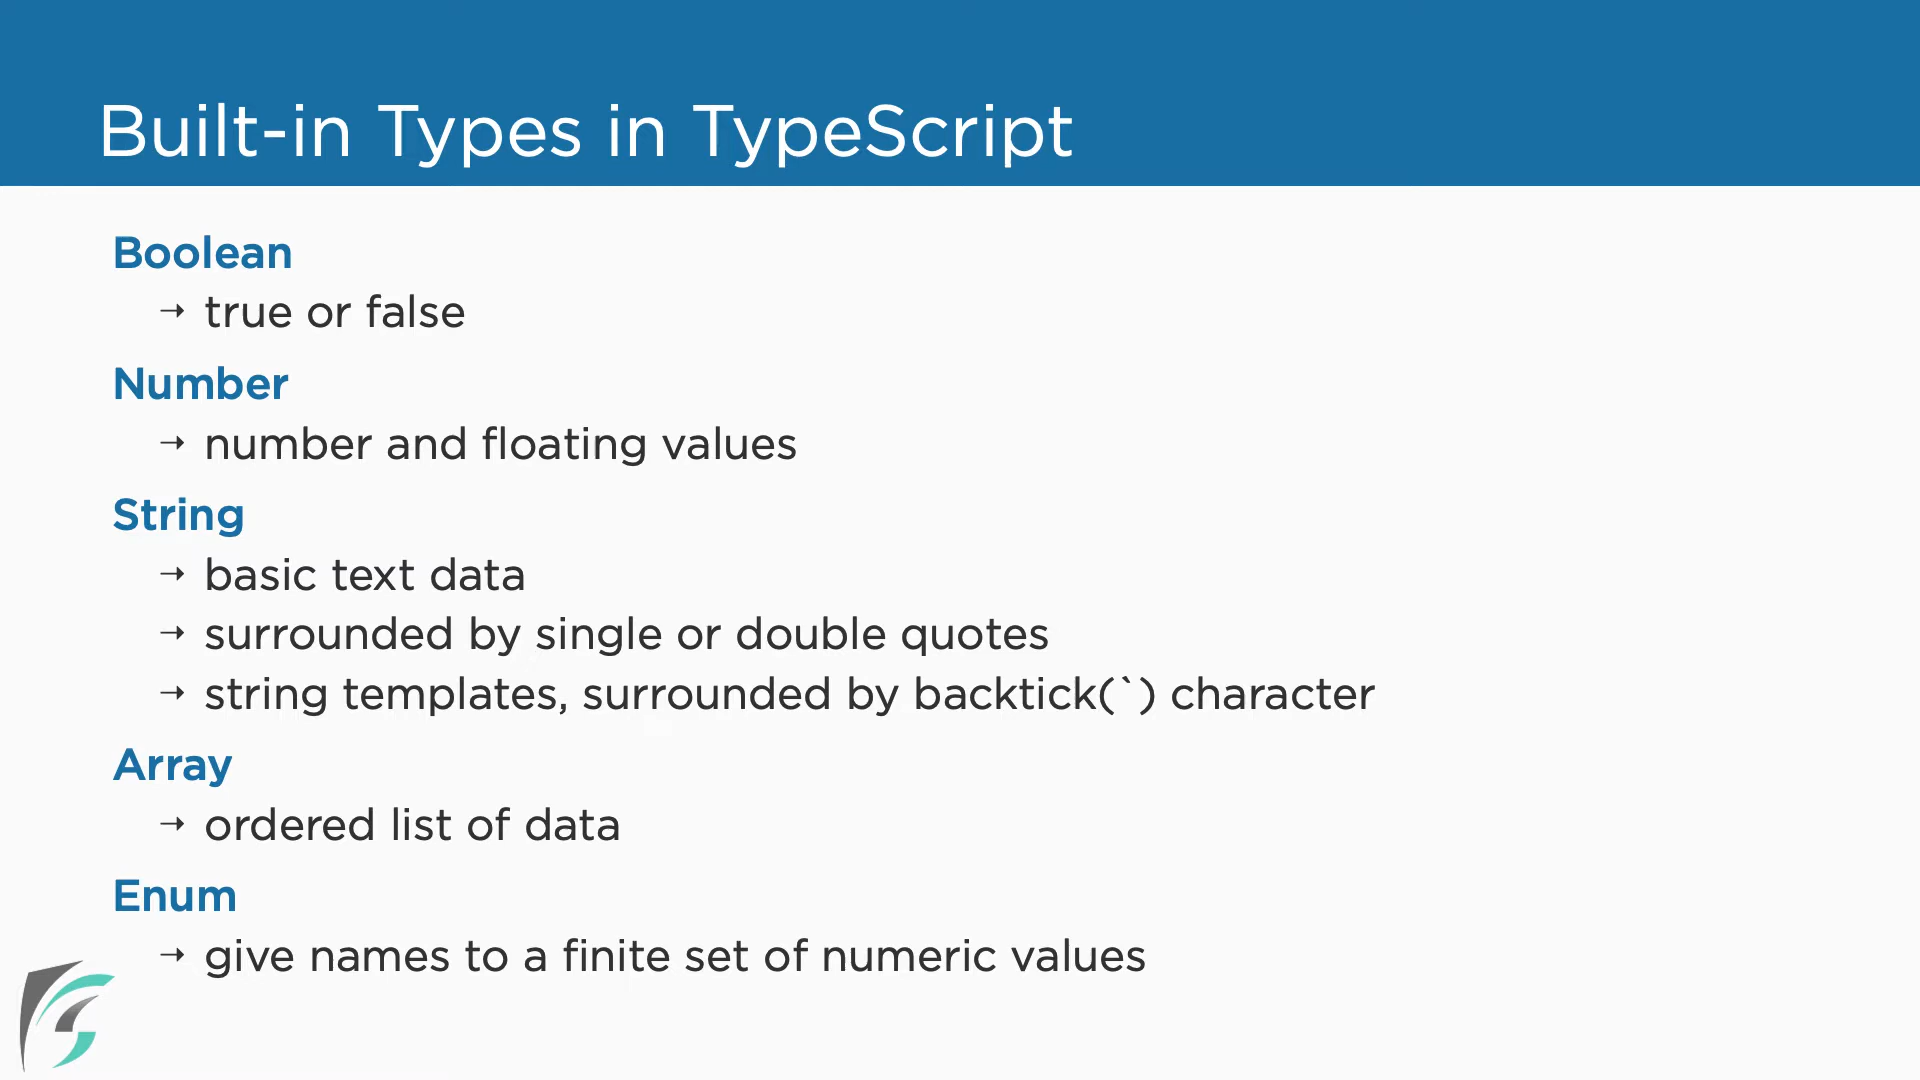 Built-in Types in TypeScript
Boolean
→ true or false
Number
→ number and floating values
String
→ basic text data
→ surrounded by single or double quotes
→ string templates, surrounded by backtick(`) character
Array
→ ordered list of data
Enum
→ give names to a finite set of numeric values